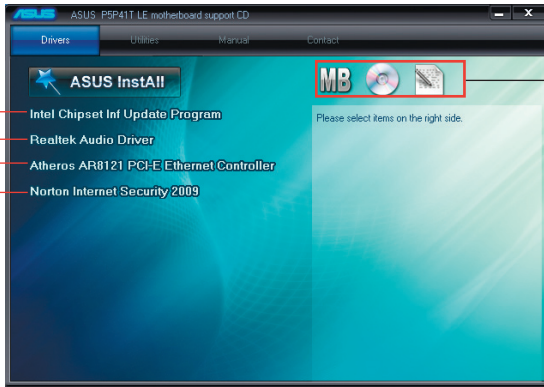 ASUS ASUS P5P41T LE motherboard support CD
Drivers Utilities Manual Contact
ASUS InstAll
MB
Intel Chipset Inf Update Program
Realtek Audio Driver
Atheros AR8121 PCI-E Ethernet Controller
Norton Internet Security 2009
Please select items on the right side.